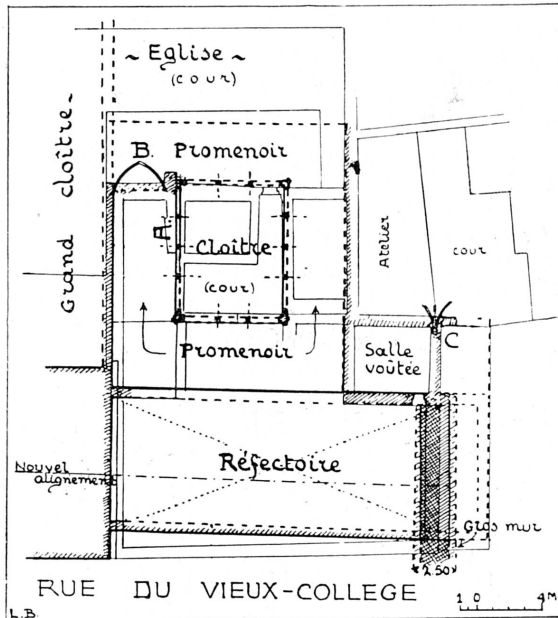 ~ Eglise ~
(cour)
Grand cloître ~
B.
Promenoir
Cloître
(cour)
Atelier
cour
Promenoir
Salle
voûtée
C
Réfectoire
Nouvel
alignement
Gros mur
2.50
RUE DU VIEUX-COLLEGE
L.B.
1 0 4M